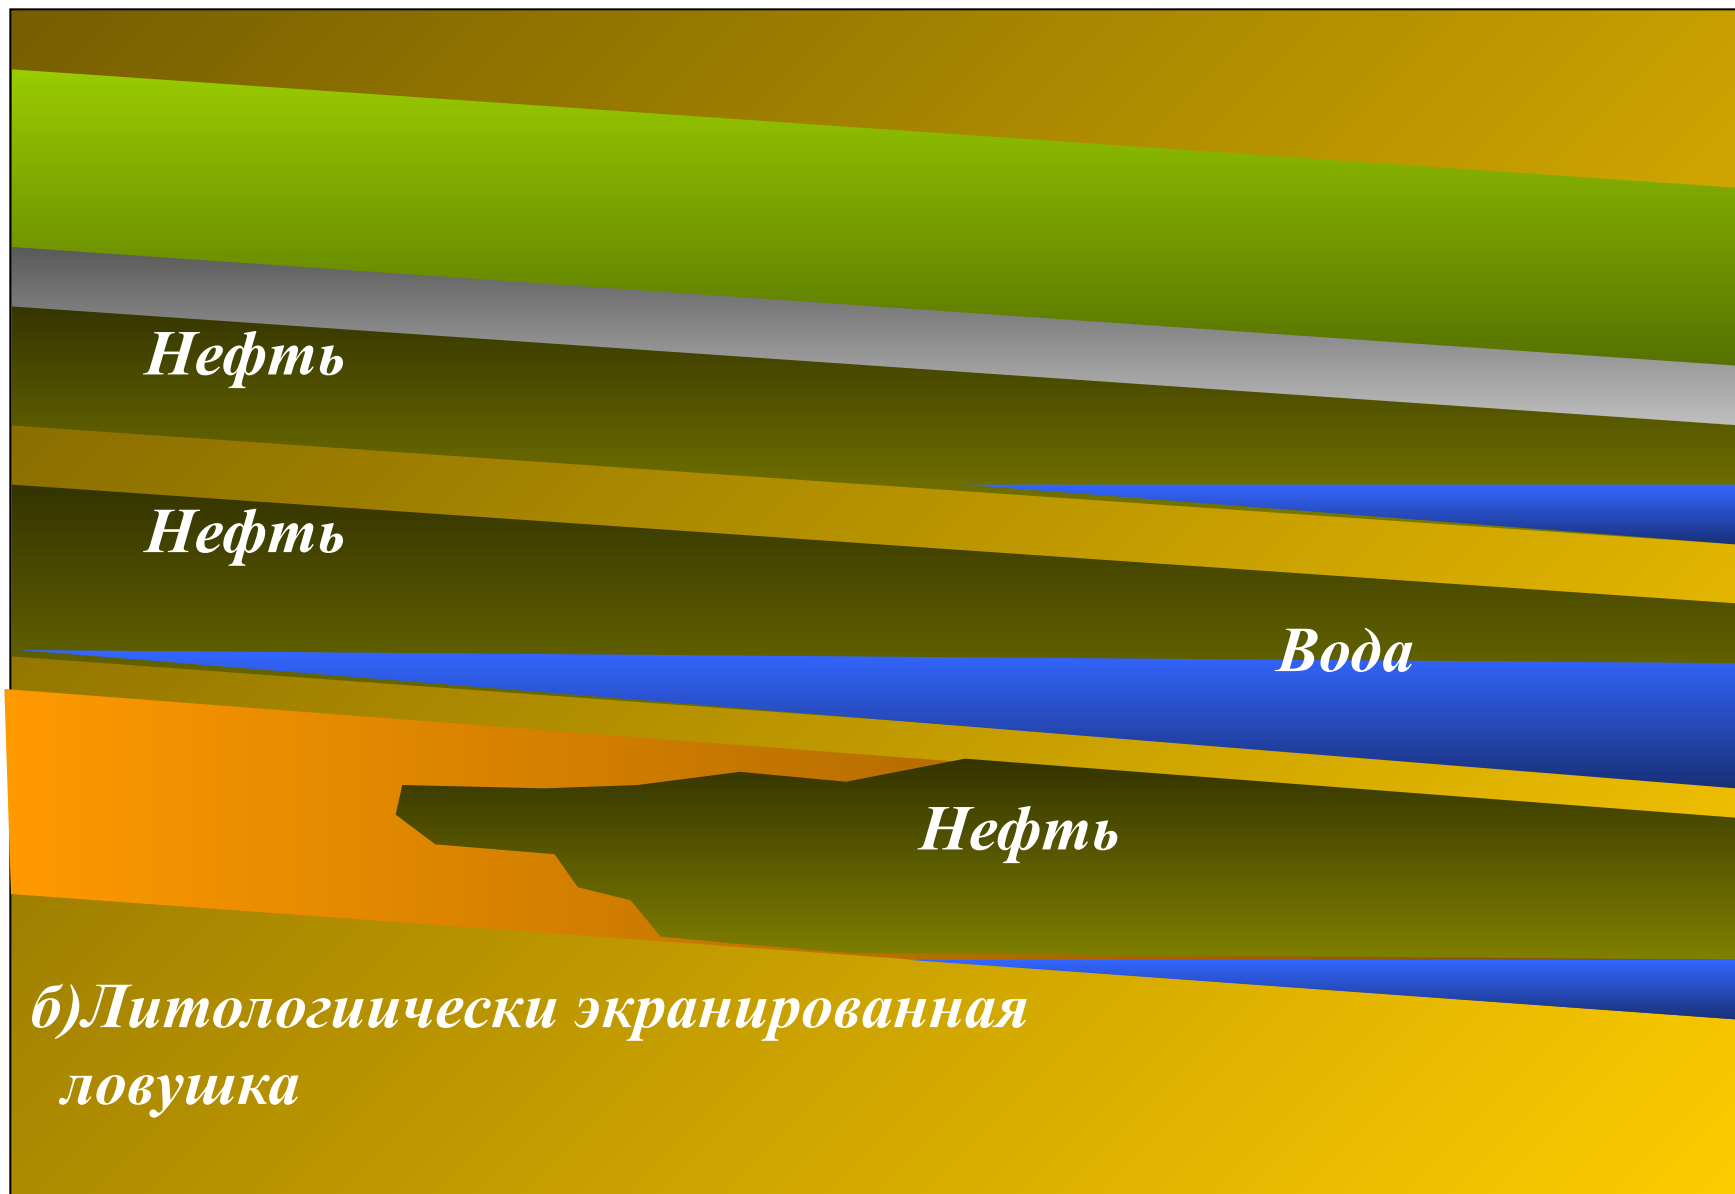 Нефть
Нефть
Вода
Нефть
б)Литологиически экранированная
ловушка